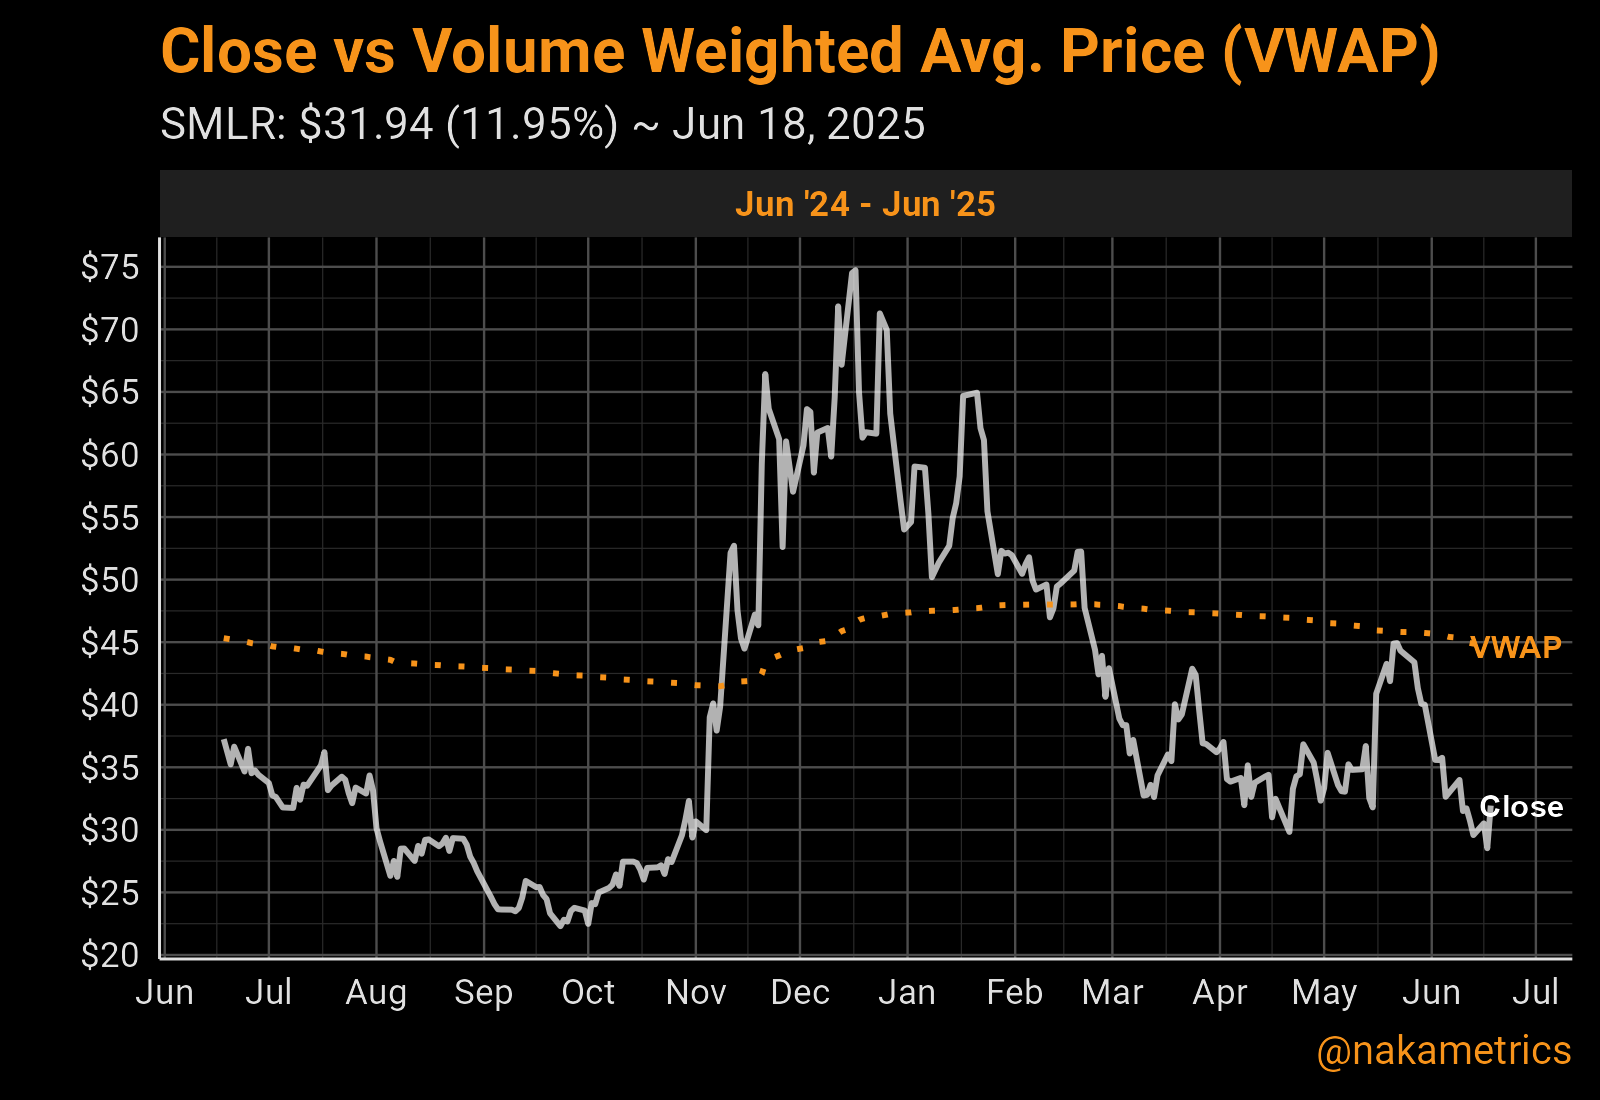 Close vs Volume Weighted Avg. Price (VWAP)
SMLR: $31.94 (11.95%) ~ Jun 18, 2025
Jun '24 - Jun '25
$75
$70
$65
$60
$55
$50
$45
VWAP
$40
$35
Close
$30
$25
$20
Jun Jul Aug Sep Oct Nov Dec Jan Feb Mar Apr May Jun Jul
@nakametrics